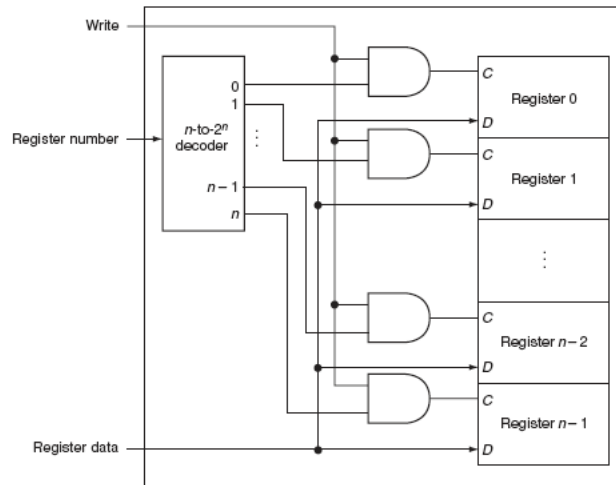 Write
0
1
n-to-2ⁿ
decoder
⋮
n – 1
n
Register number
Register data
C
Register 0
D
C
Register 1
D
⋮
C
Register n – 2
D
C
Register n – 1
D